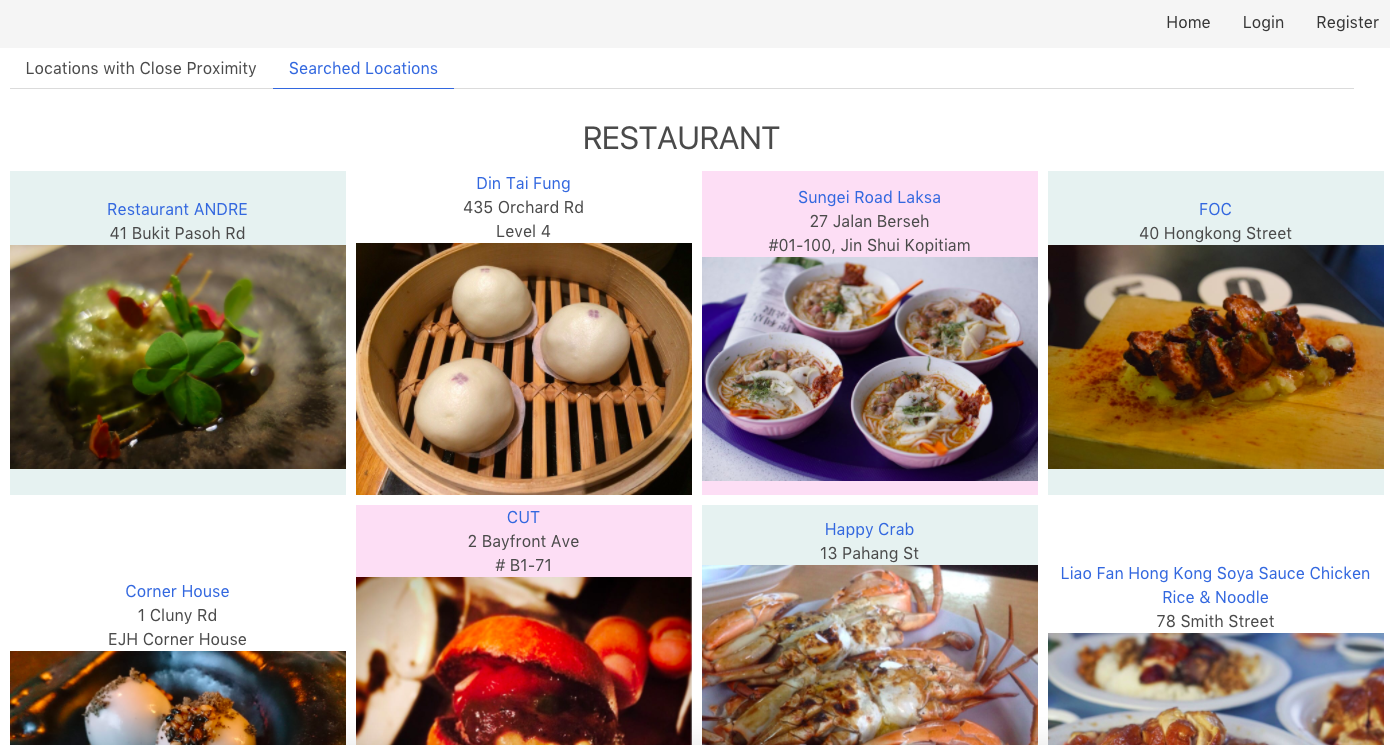 Home Login Register
Locations with Close Proximity Searched Locations
RESTAURANT
Restaurant ANDRE
41 Bukit Pasoh Rd
Din Tai Fung
435 Orchard Rd
Level 4
Sungei Road Laksa
27 Jalan Berseh
#01-100, Jin Shui Kopitiam
FOC
40 Hongkong Street
Corner House
1 Cluny Rd
EJH Corner House
CUT
2 Bayfront Ave
# B1-71
Happy Crab
13 Pahang St
Liao Fan Hong Kong Soya Sauce Chicken
Rice & Noodle
78 Smith Street